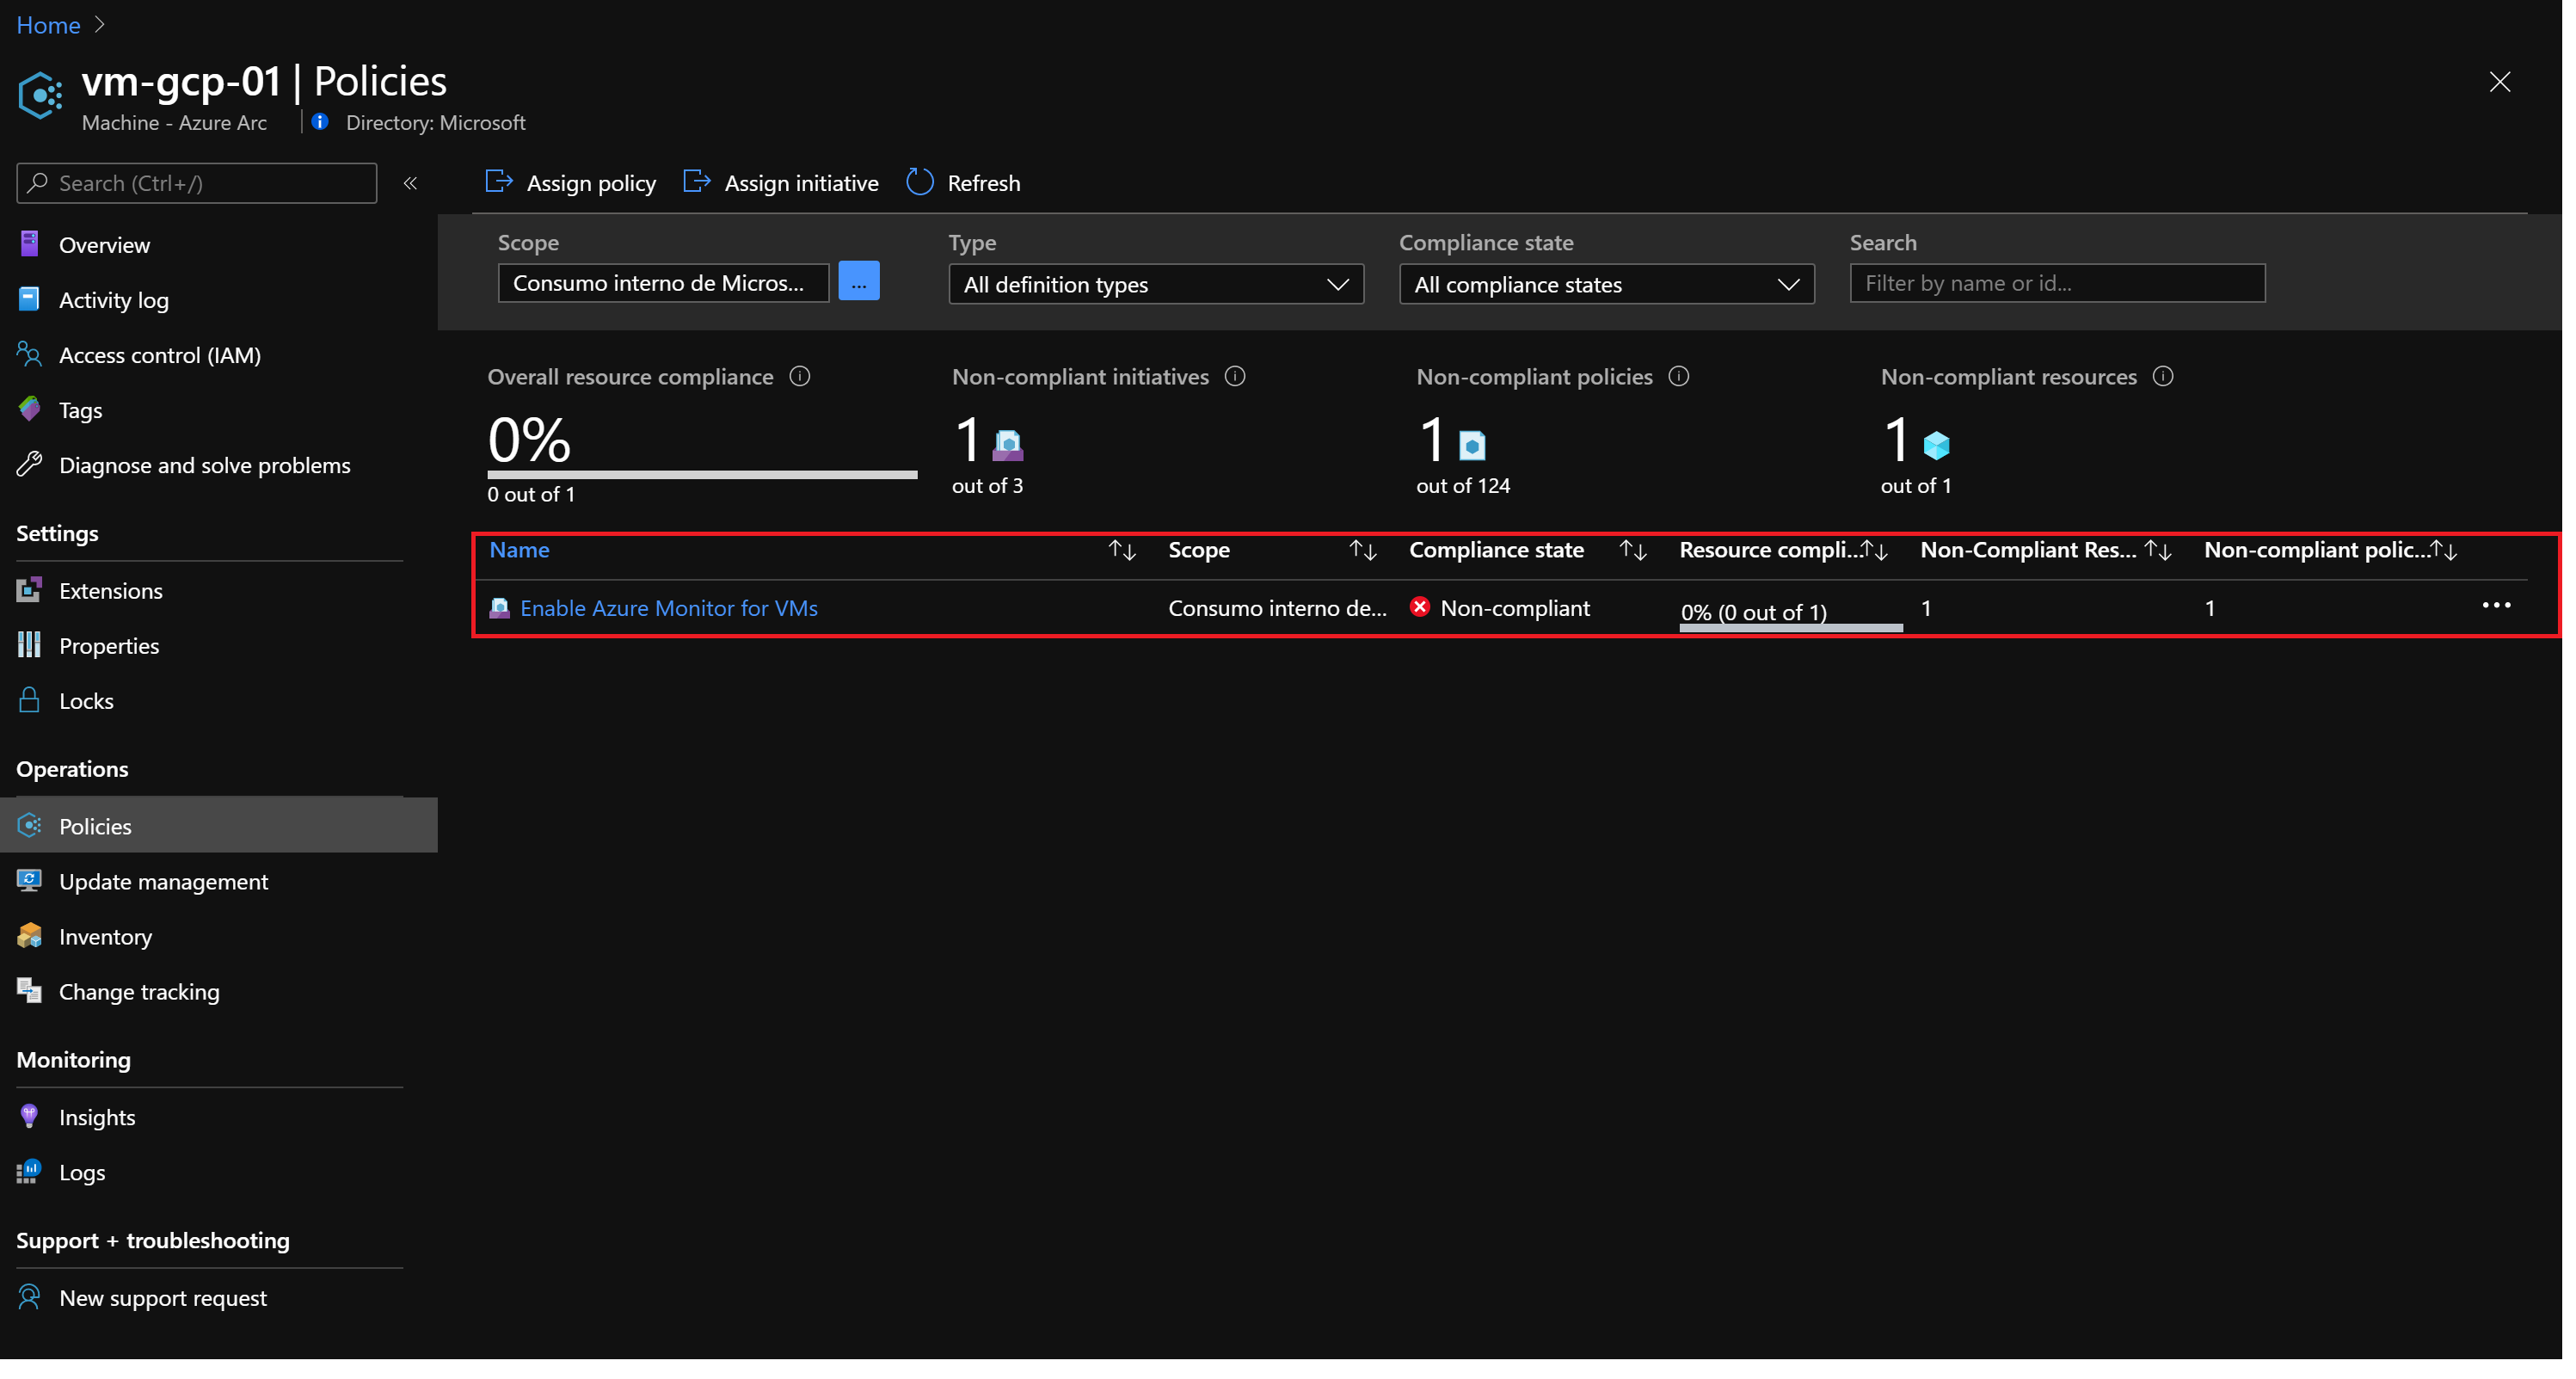 Home
vm-gcp-01 | Policies
Machine - Azure Arc
Directory: Microsoft
Search (Ctrl+/)
Overview
Activity log
Access control (IAM)
Tags
Diagnose and solve problems
Settings
Extensions
Properties
Locks
Operations
Policies
Update management
Inventory
Change tracking
Monitoring
Insights
Logs
Support + troubleshooting
New support request
Assign policy
Assign initiative
Refresh
Scope
Consumo interno de Micros...
...
Type
All definition types
Compliance state
All compliance states
Search
Filter by name or id...
Overall resource compliance
0%
0 out of 1
Non-compliant initiatives
1
out of 3
Non-compliant policies
1
out of 124
Non-compliant resources
1
out of 1
Name Scope Compliance state Resource compli... Non-Compliant Res... Non-compliant polic...
Enable Azure Monitor for VMs Consumo interno de... Non-compliant 0% (0 out of 1) 1 1 ...